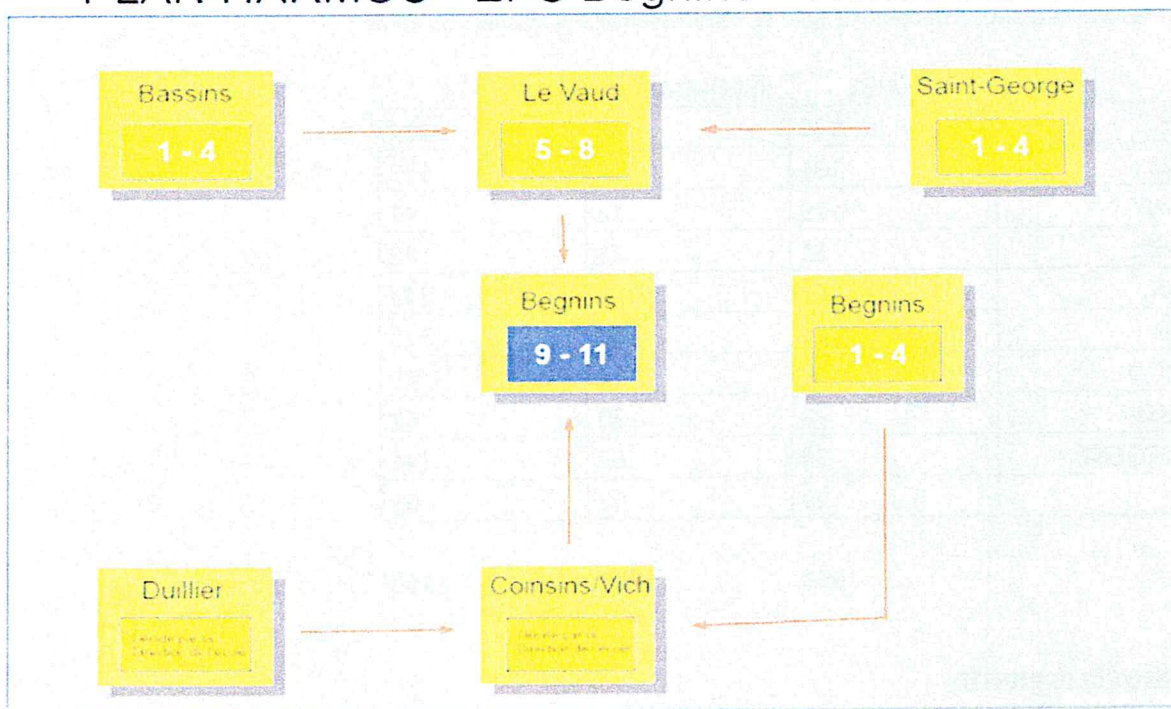 Bassins
1 - 4
Le Vaud
5 - 8
Saint-George
1 - 4
Begnins
9 - 11
Begnins
1 - 4
Duillier
Coinsins/Vich